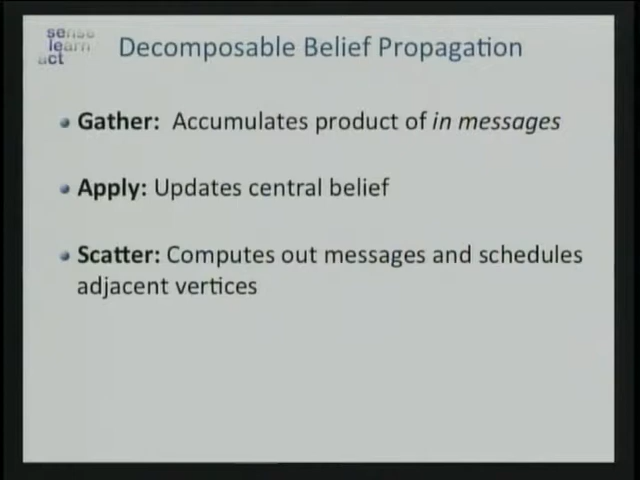 sense
learn
act
Decomposable Belief Propagation
Gather: Accumulates product of in messages
Apply: Updates central belief
Scatter: Computes out messages and schedules
adjacent vertices